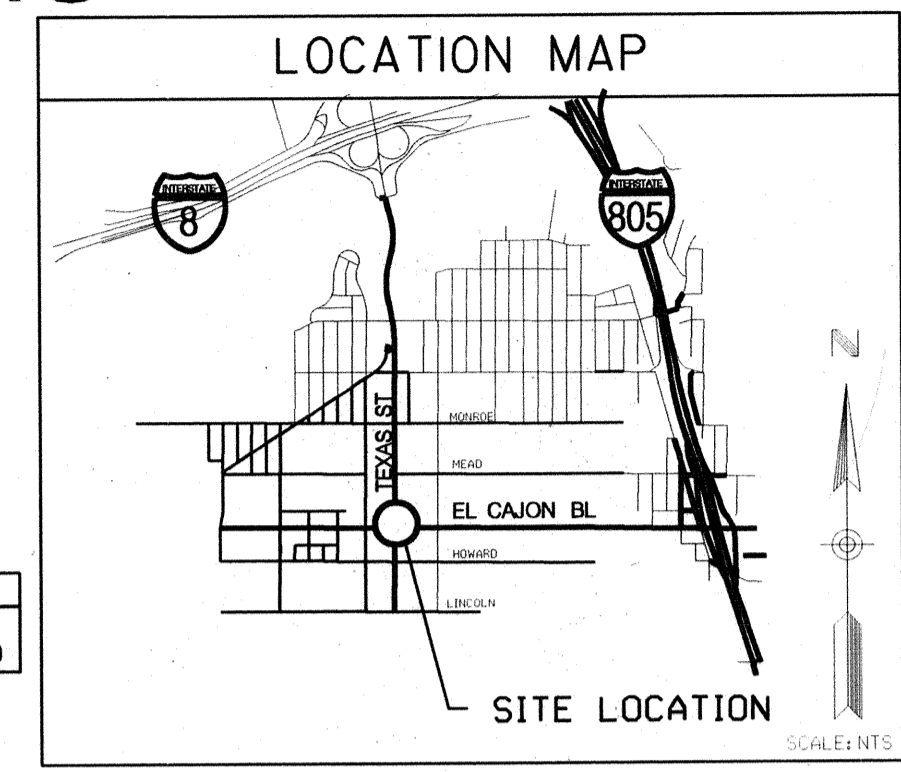 LOCATION MAP
INTERSTATE
8
INTERSTATE
805
N
MONROE
TEXAS ST
MEAD
EL CAJON BL
HOWARD
LINCOLN
SITE LOCATION
SCALE: NTS